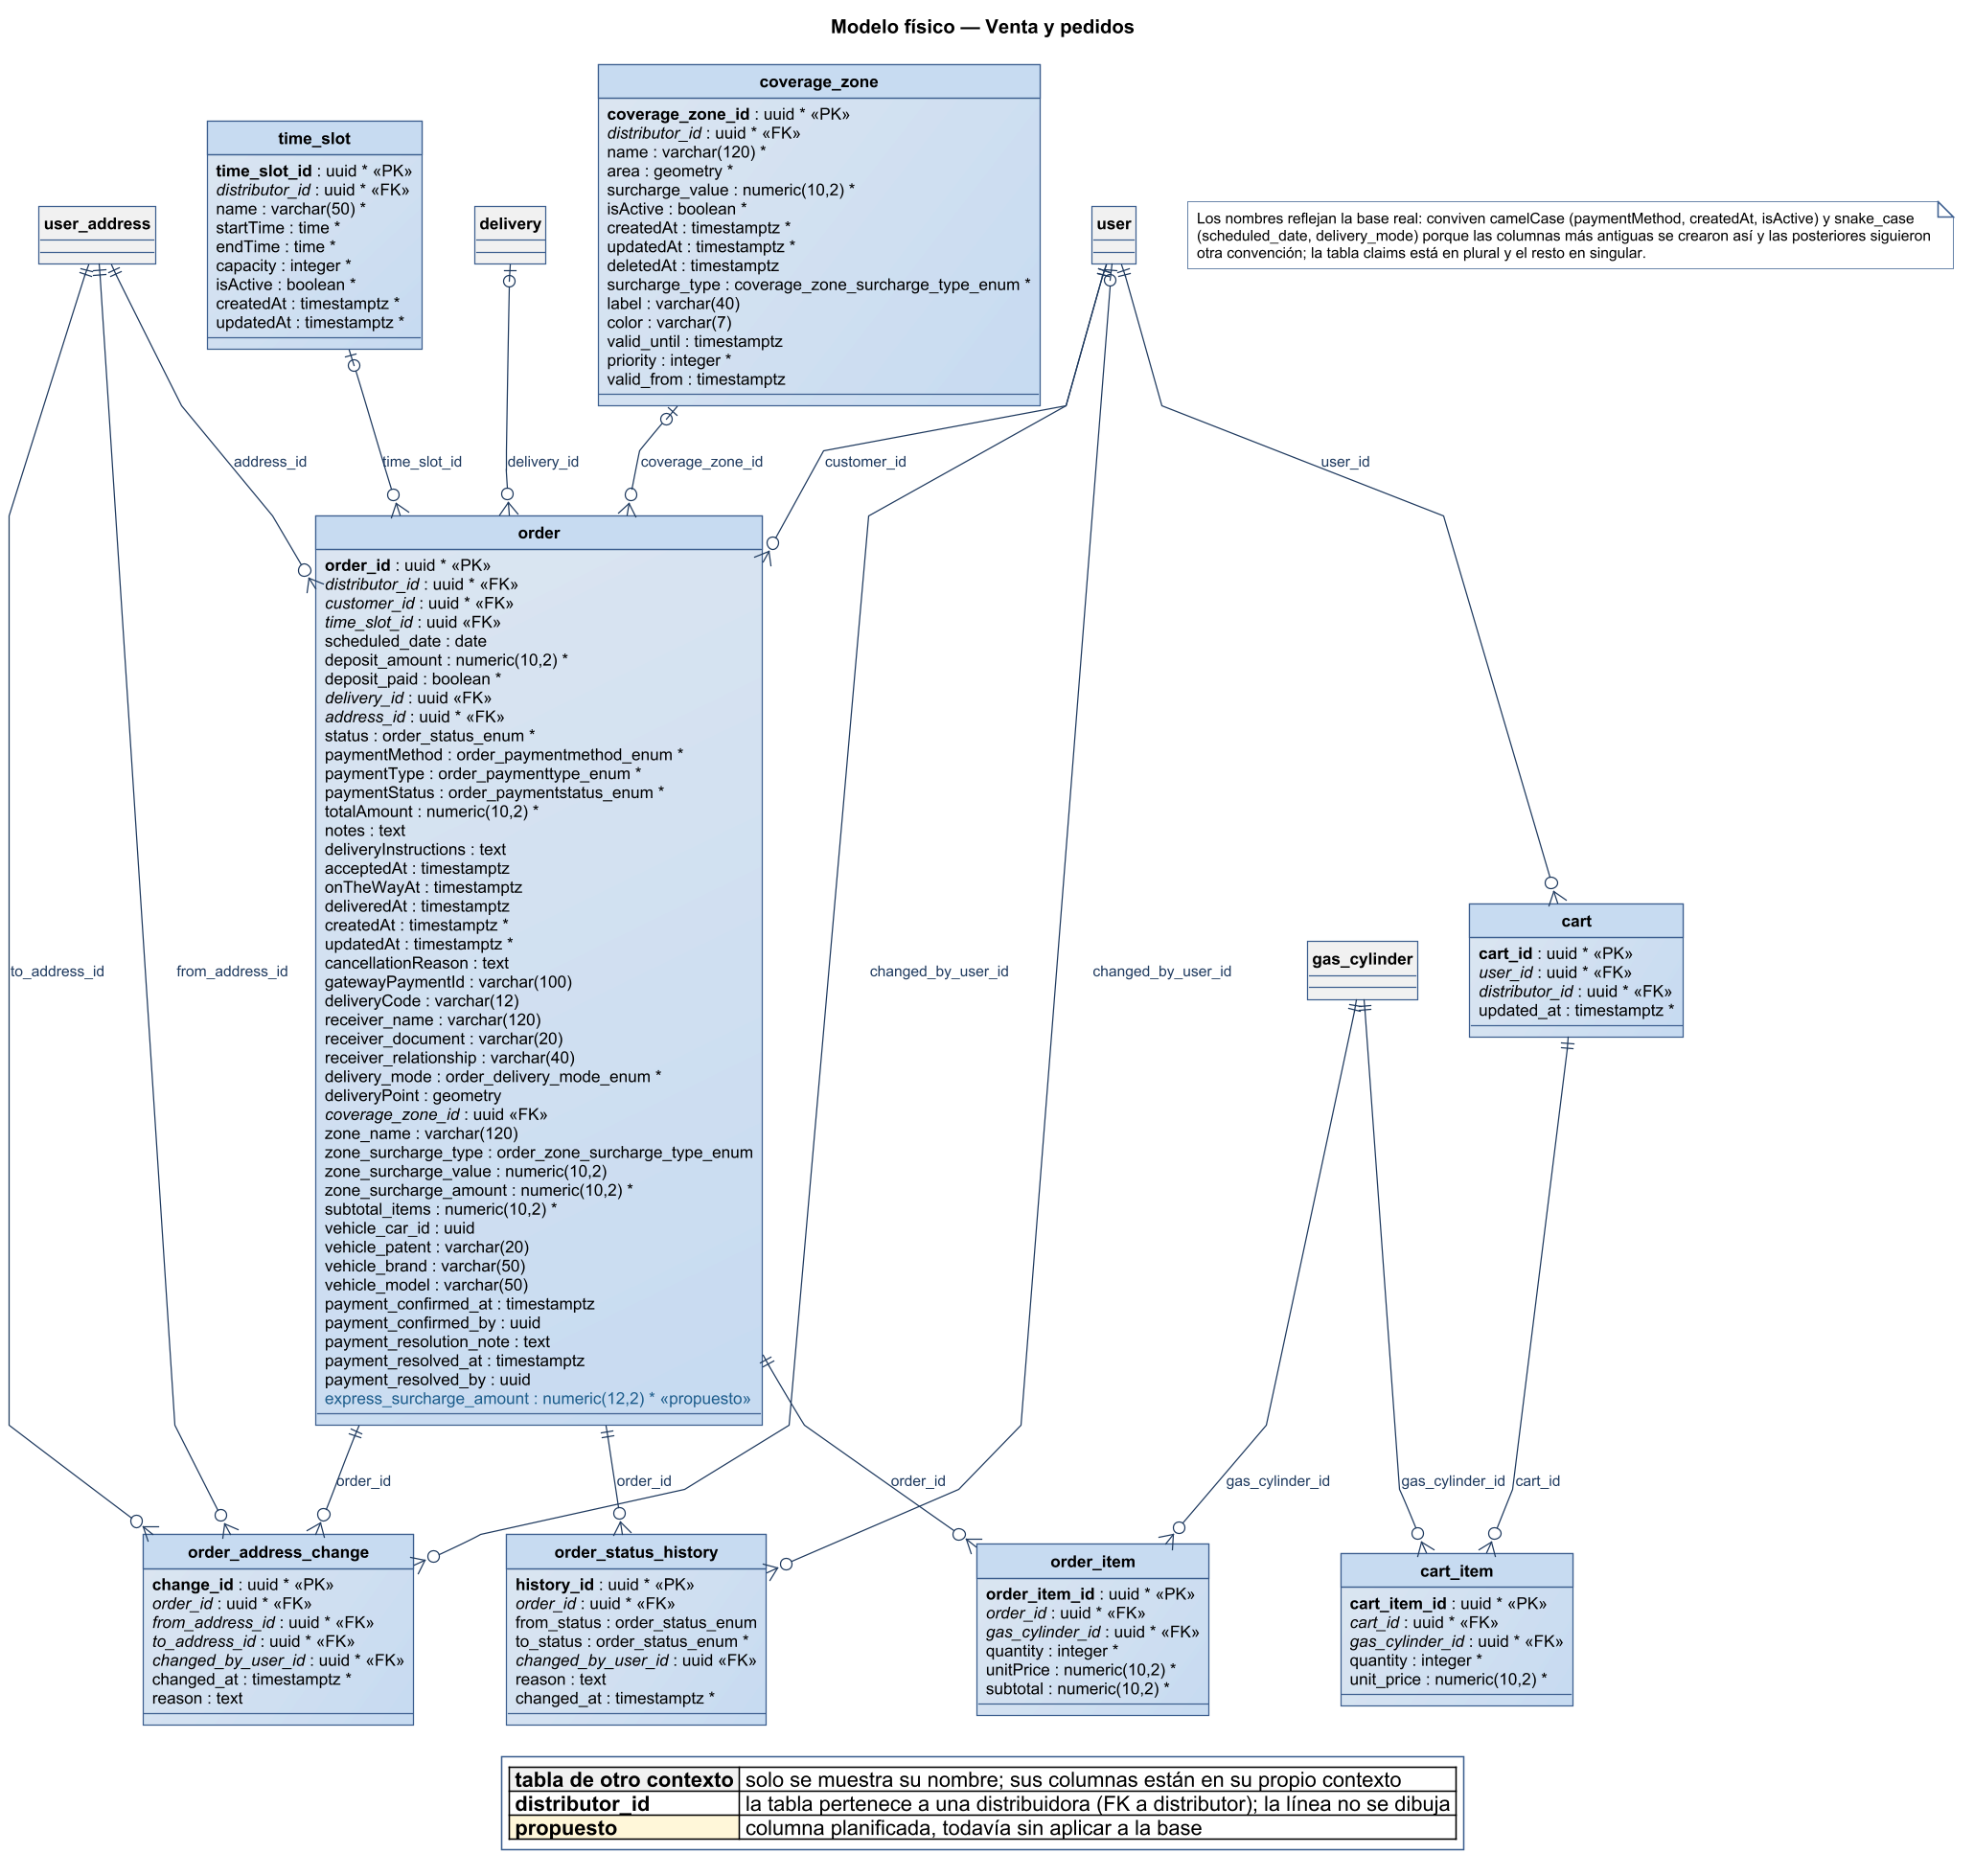 Modelo físico — Venta y pedidos
coverage_zone
coverage_zone_id : uuid * «PK»
distributor_id : uuid * «FK»
name : varchar(120) *
area : geometry *
surcharge_value : numeric(10,2) *
isActive : boolean *
createdAt : timestamptz *
updatedAt : timestamptz *
deletedAt : timestamptz
surcharge_type : coverage_zone_surcharge_type_enum *
label : varchar(40)
color : varchar(7)
valid_until : timestamptz
priority : integer *
valid_from : timestamptz
time_slot
time_slot_id : uuid * «PK»
distributor_id : uuid * «FK»
name : varchar(50) *
startTime : time *
endTime : time *
capacity : integer *
isActive : boolean *
createdAt : timestamptz *
updatedAt : timestamptz *
user_address
delivery
user
Los nombres reflejan la base real: conviven camelCase (paymentMethod, createdAt, isActive) y snake_case
(scheduled_date, delivery_mode) porque las columnas más antiguas se crearon así y las posteriores siguieron
otra convención; la tabla claims está en plural y el resto en singular.
address_id
time_slot_id
delivery_id
coverage_zone_id
customer_id
user_id
order
order_id : uuid * «PK»
distributor_id : uuid * «FK»
customer_id : uuid * «FK»
time_slot_id : uuid «FK»
scheduled_date : date
deposit_amount : numeric(10,2) *
deposit_paid : boolean *
delivery_id : uuid «FK»
address_id : uuid * «FK»
status : order_status_enum *
paymentMethod : order_paymentmethod_enum *
paymentType : order_paymenttype_enum *
paymentStatus : order_paymentstatus_enum *
totalAmount : numeric(10,2) *
notes : text
deliveryInstructions : text
acceptedAt : timestamptz
onTheWayAt : timestamptz
deliveredAt : timestamptz
createdAt : timestamptz *
updatedAt : timestamptz *
cancellationReason : text
gatewayPaymentId : varchar(100)
deliveryCode : varchar(12)
receiver_name : varchar(120)
receiver_document : varchar(20)
receiver_relationship : varchar(40)
delivery_mode : order_delivery_mode_enum *
deliveryPoint : geometry
coverage_zone_id : uuid «FK»
zone_name : varchar(120)
zone_surcharge_type : order_zone_surcharge_type_enum
zone_surcharge_value : numeric(10,2)
zone_surcharge_amount : numeric(10,2) *
subtotal_items : numeric(10,2) *
vehicle_car_id : uuid
vehicle_patent : varchar(20)
vehicle_brand : varchar(50)
vehicle_model : varchar(50)
payment_confirmed_at : timestamptz
payment_confirmed_by : uuid
payment_resolution_note : text
payment_resolved_at : timestamptz
payment_resolved_by : uuid
express_surcharge_amount : numeric(12,2) * «propuesto»
to_address_id
from_address_id
changed_by_user_id
changed_by_user_id
gas_cylinder
cart
cart_id : uuid * «PK»
user_id : uuid * «FK»
distributor_id : uuid * «FK»
updated_at : timestamptz *
order_id
order_id
order_id
gas_cylinder_id
gas_cylinder_id
cart_id
order_address_change
change_id : uuid * «PK»
order_id : uuid * «FK»
from_address_id : uuid * «FK»
to_address_id : uuid * «FK»
changed_by_user_id : uuid * «FK»
changed_at : timestamptz *
reason : text
order_status_history
history_id : uuid * «PK»
order_id : uuid * «FK»
from_status : order_status_enum
to_status : order_status_enum *
changed_by_user_id : uuid «FK»
reason : text
changed_at : timestamptz *
order_item
order_item_id : uuid * «PK»
order_id : uuid * «FK»
gas_cylinder_id : uuid * «FK»
quantity : integer *
unitPrice : numeric(10,2) *
subtotal : numeric(10,2) *
cart_item
cart_item_id : uuid * «PK»
cart_id : uuid * «FK»
gas_cylinder_id : uuid * «FK»
quantity : integer *
unit_price : numeric(10,2) *
tabla de otro contexto solo se muestra su nombre; sus columnas están en su propio contexto
distributor_id la tabla pertenece a una distribuidora (FK a distributor); la línea no se dibuja
propuesto columna planificada, todavía sin aplicar a la base